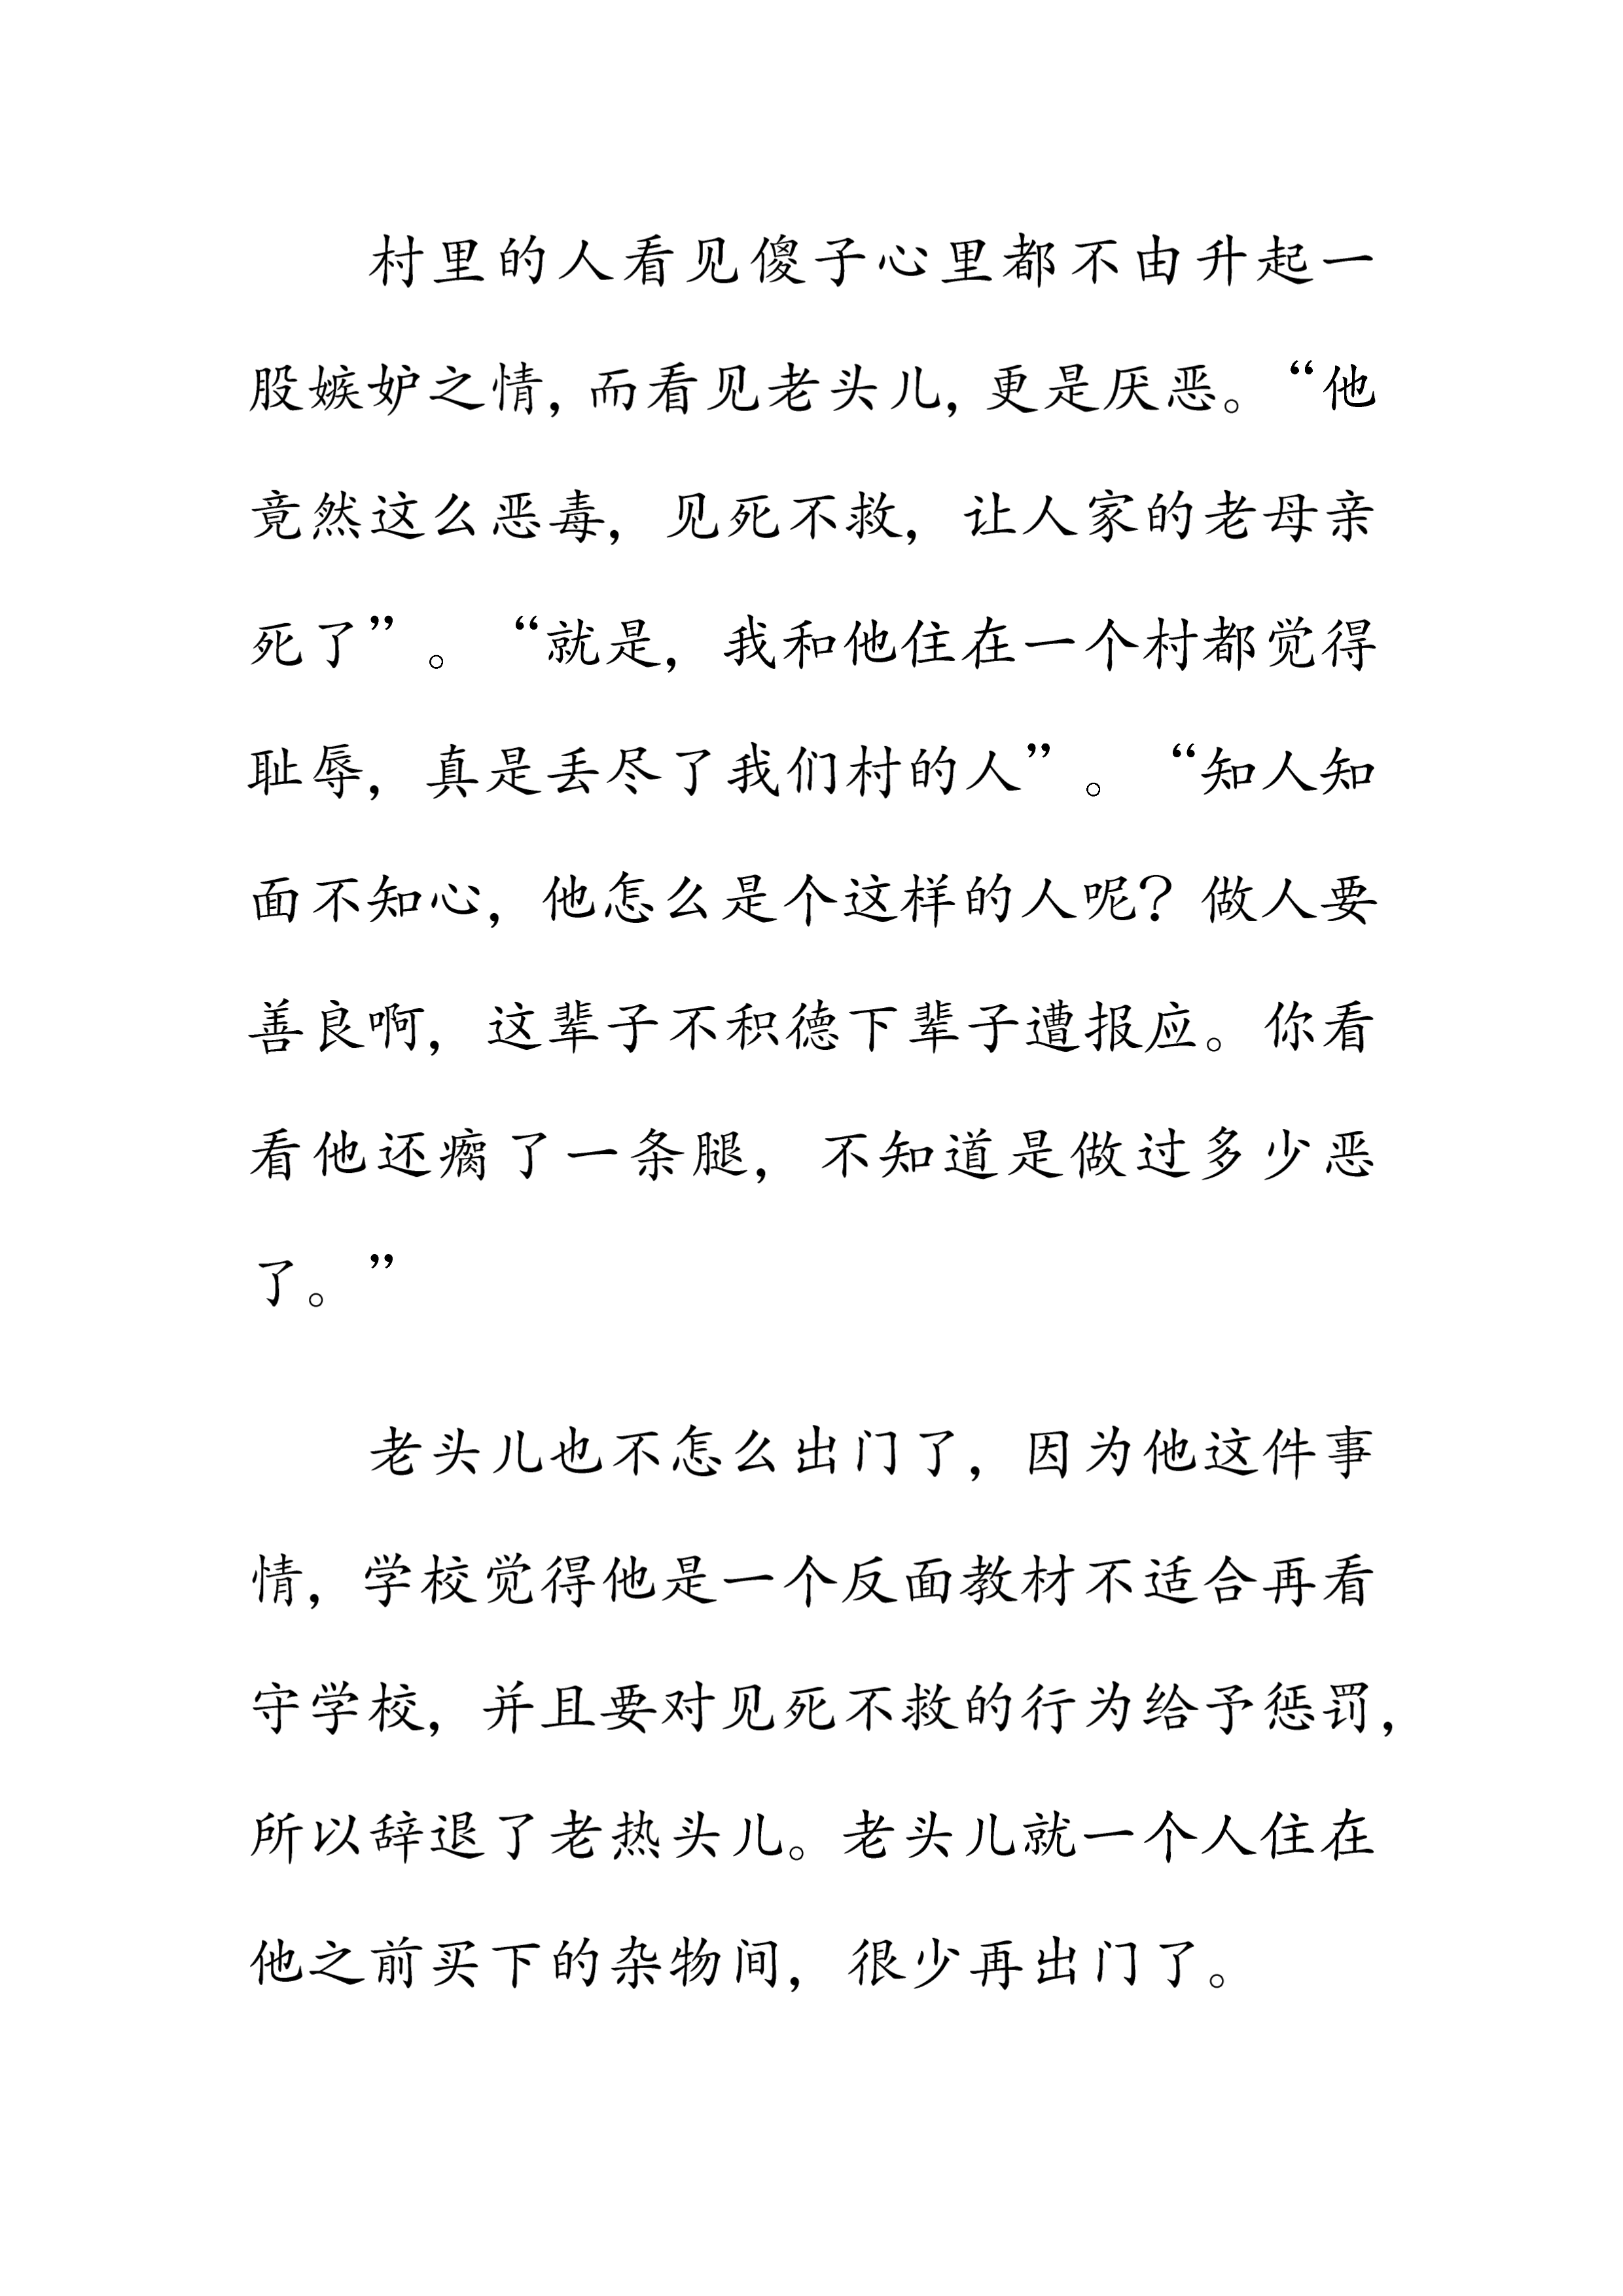 村里的人看见傻子心里都不由升起一
股嫉妒之情，而看见老头儿，更是厌恶。“他
竟然这么恶毒，见死不救，让人家的老母亲
死了”。“就是，我和他住在一个村都觉得
耻辱，真是丢尽了我们村的人”。“知人知
面不知心，他怎么是个这样的人呢？做人要
善良啊，这辈子不积德下辈子遭报应。你看
看他还瘸了一条腿，不知道是做过多少恶
了。”
老头儿也不怎么出门了，因为他这件事
情，学校觉得他是一个反面教材不适合再看
守学校，并且要对见死不救的行为给予惩罚，
所以辞退了老热头儿。老头儿就一个人住在
他之前买下的杂物间，很少再出门了。